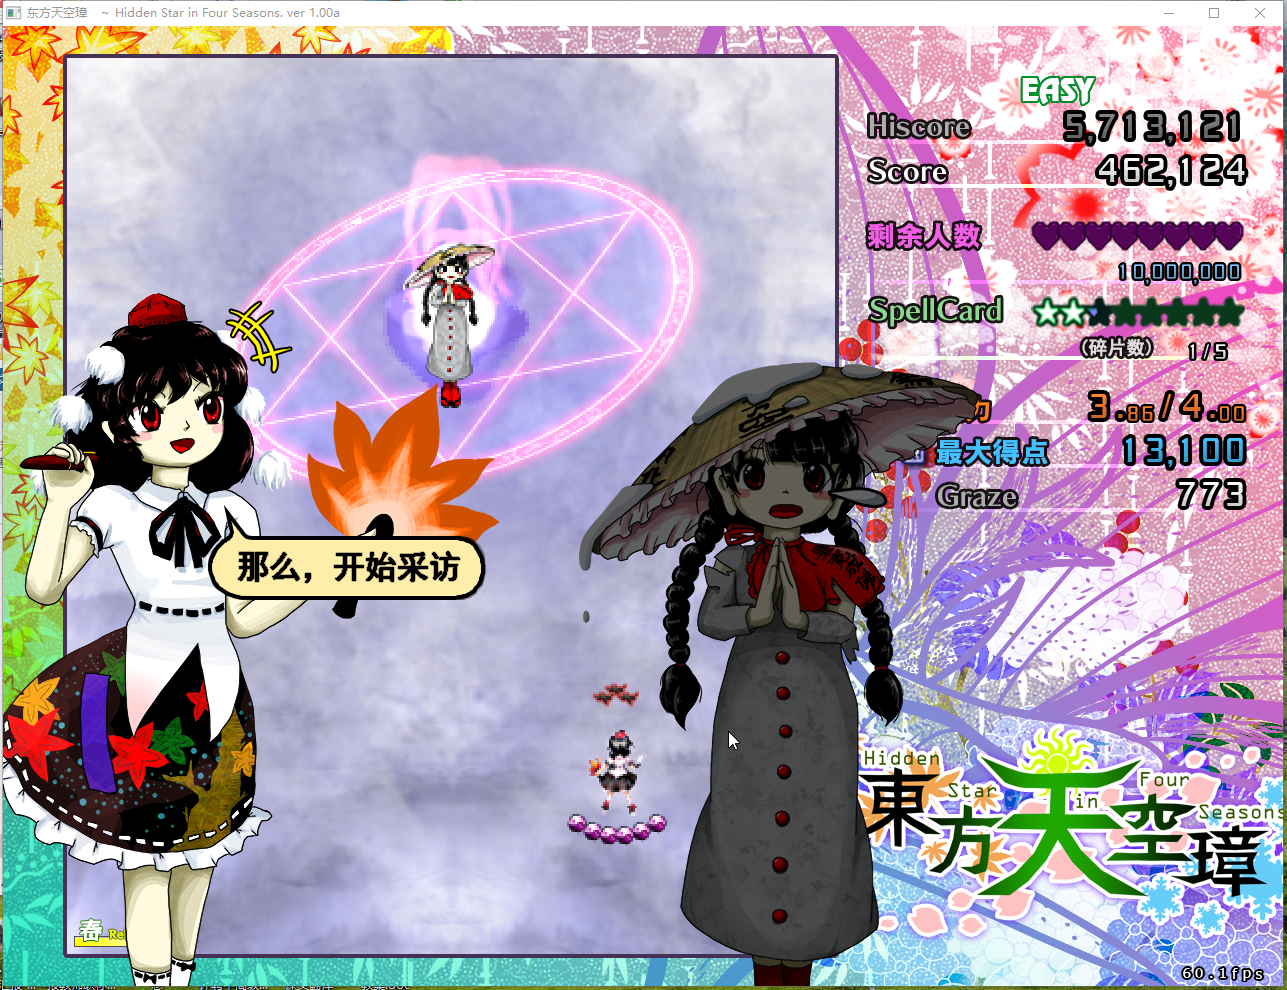 东方天空璋　~ Hidden Star in Four Seasons. ver 1.00a
EASY
Hiscore 5,713,121
Score 462,124
剩余人数
10,000,000
SpellCard
(碎片数) 1/5
3.86/4.00
最大得点 13,100
Graze 773
那么，开始采访
春
Hidden Star in Four Seasons
東方天空璋
60.1fps